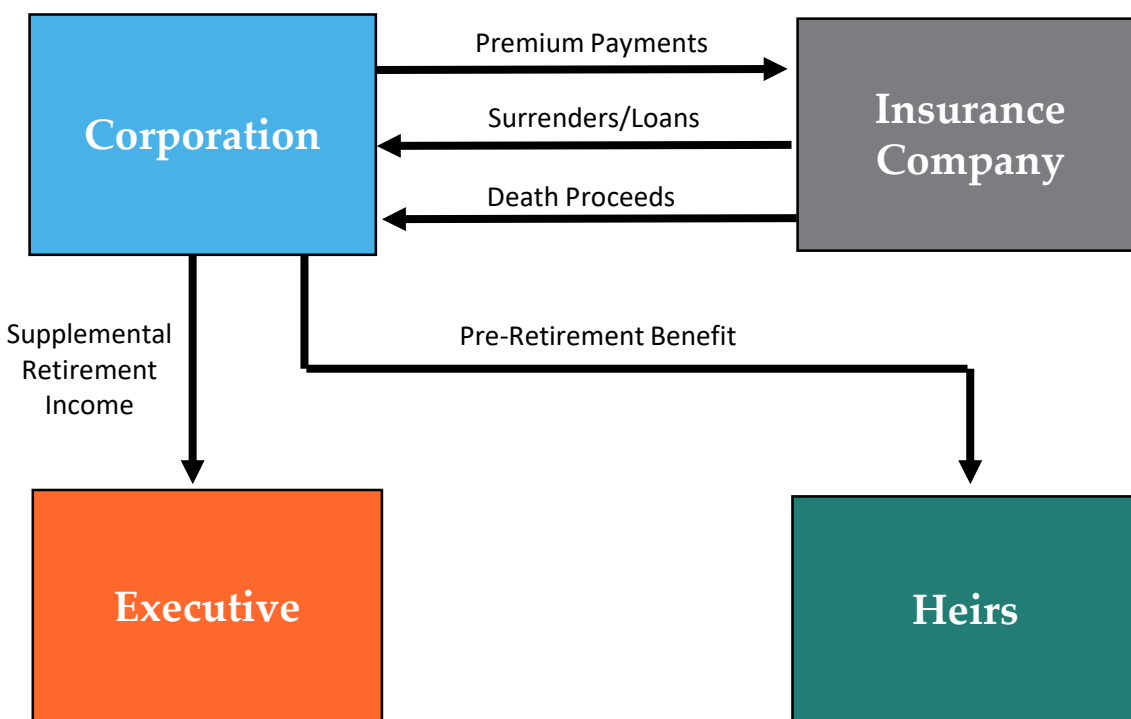 Premium Payments
Corporation
Surrenders/Loans
Insurance
Company
Death Proceeds
Supplemental
Retirement
Income
Pre-Retirement Benefit
Executive
Heirs